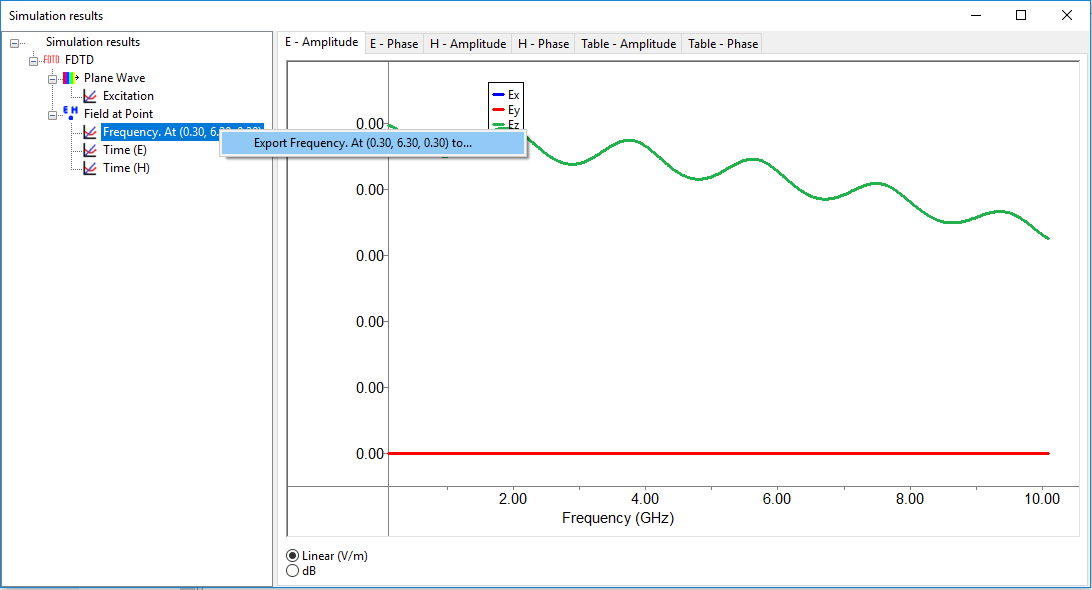 Simulation results
Simulation results
FDTD FDTD
Plane Wave
Excitation
E H Field at Point
Frequency. At (0.30, 6.30, 0.30)
Time (E)
Time (H)
Export Frequency. At (0.30, 6.30, 0.30) to...
E - Amplitude E - Phase H - Amplitude H - Phase Table - Amplitude Table - Phase
Ex
Ey
Ez
0.00
0.00
0.00
0.00
0.00
0.00
2.00 4.00 6.00 8.00 10.00
Frequency (GHz)
Linear (V/m)
dB